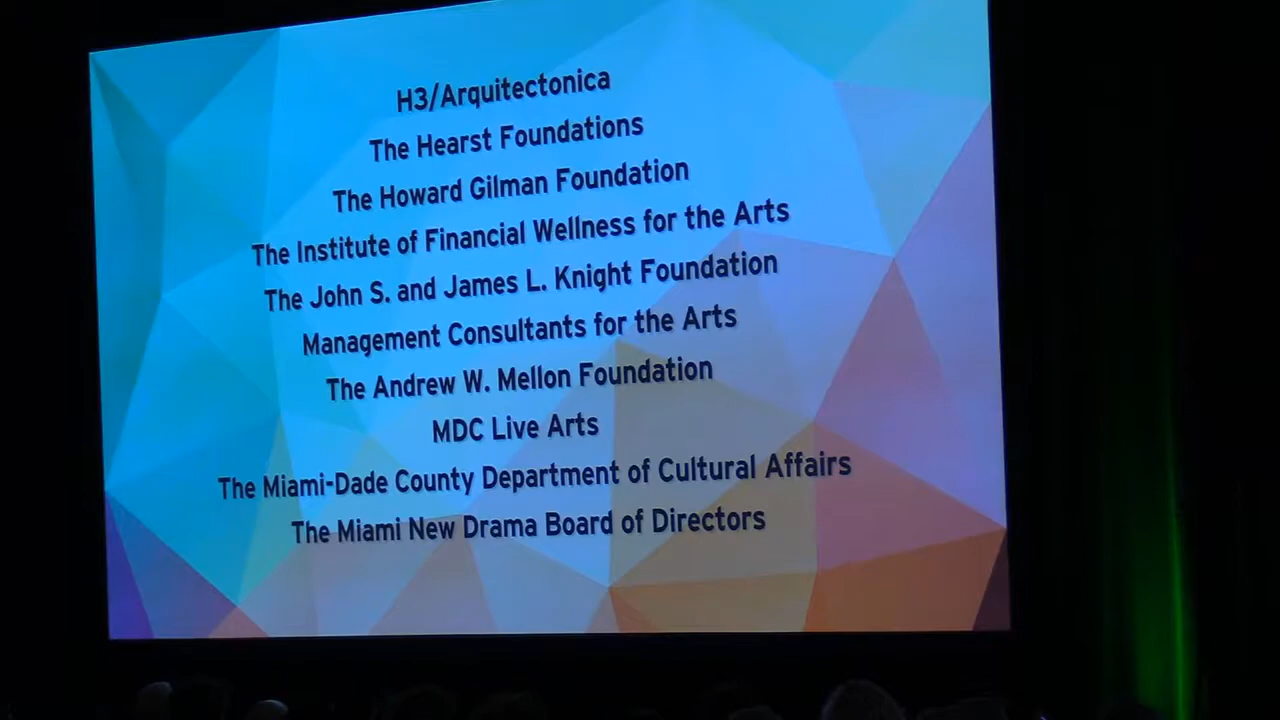 H3/Arquitectonica
The Hearst Foundations
The Howard Gilman Foundation
The Institute of Financial Wellness for the Arts
The John S. and James L. Knight Foundation
Management Consultants for the Arts
The Andrew W. Mellon Foundation
MDC Live Arts
The Miami-Dade County Department of Cultural Affairs
The Miami New Drama Board of Directors